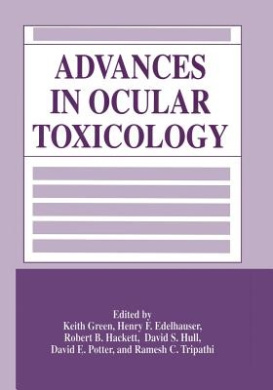 ADVANCES
IN OCULAR
TOXICOLOGY
Edited by
Keith Green, Henry F. Edelhauser,
Robert B. Hackett, David S. Hull,
David E. Potter, and Ramesh C. Tripathi